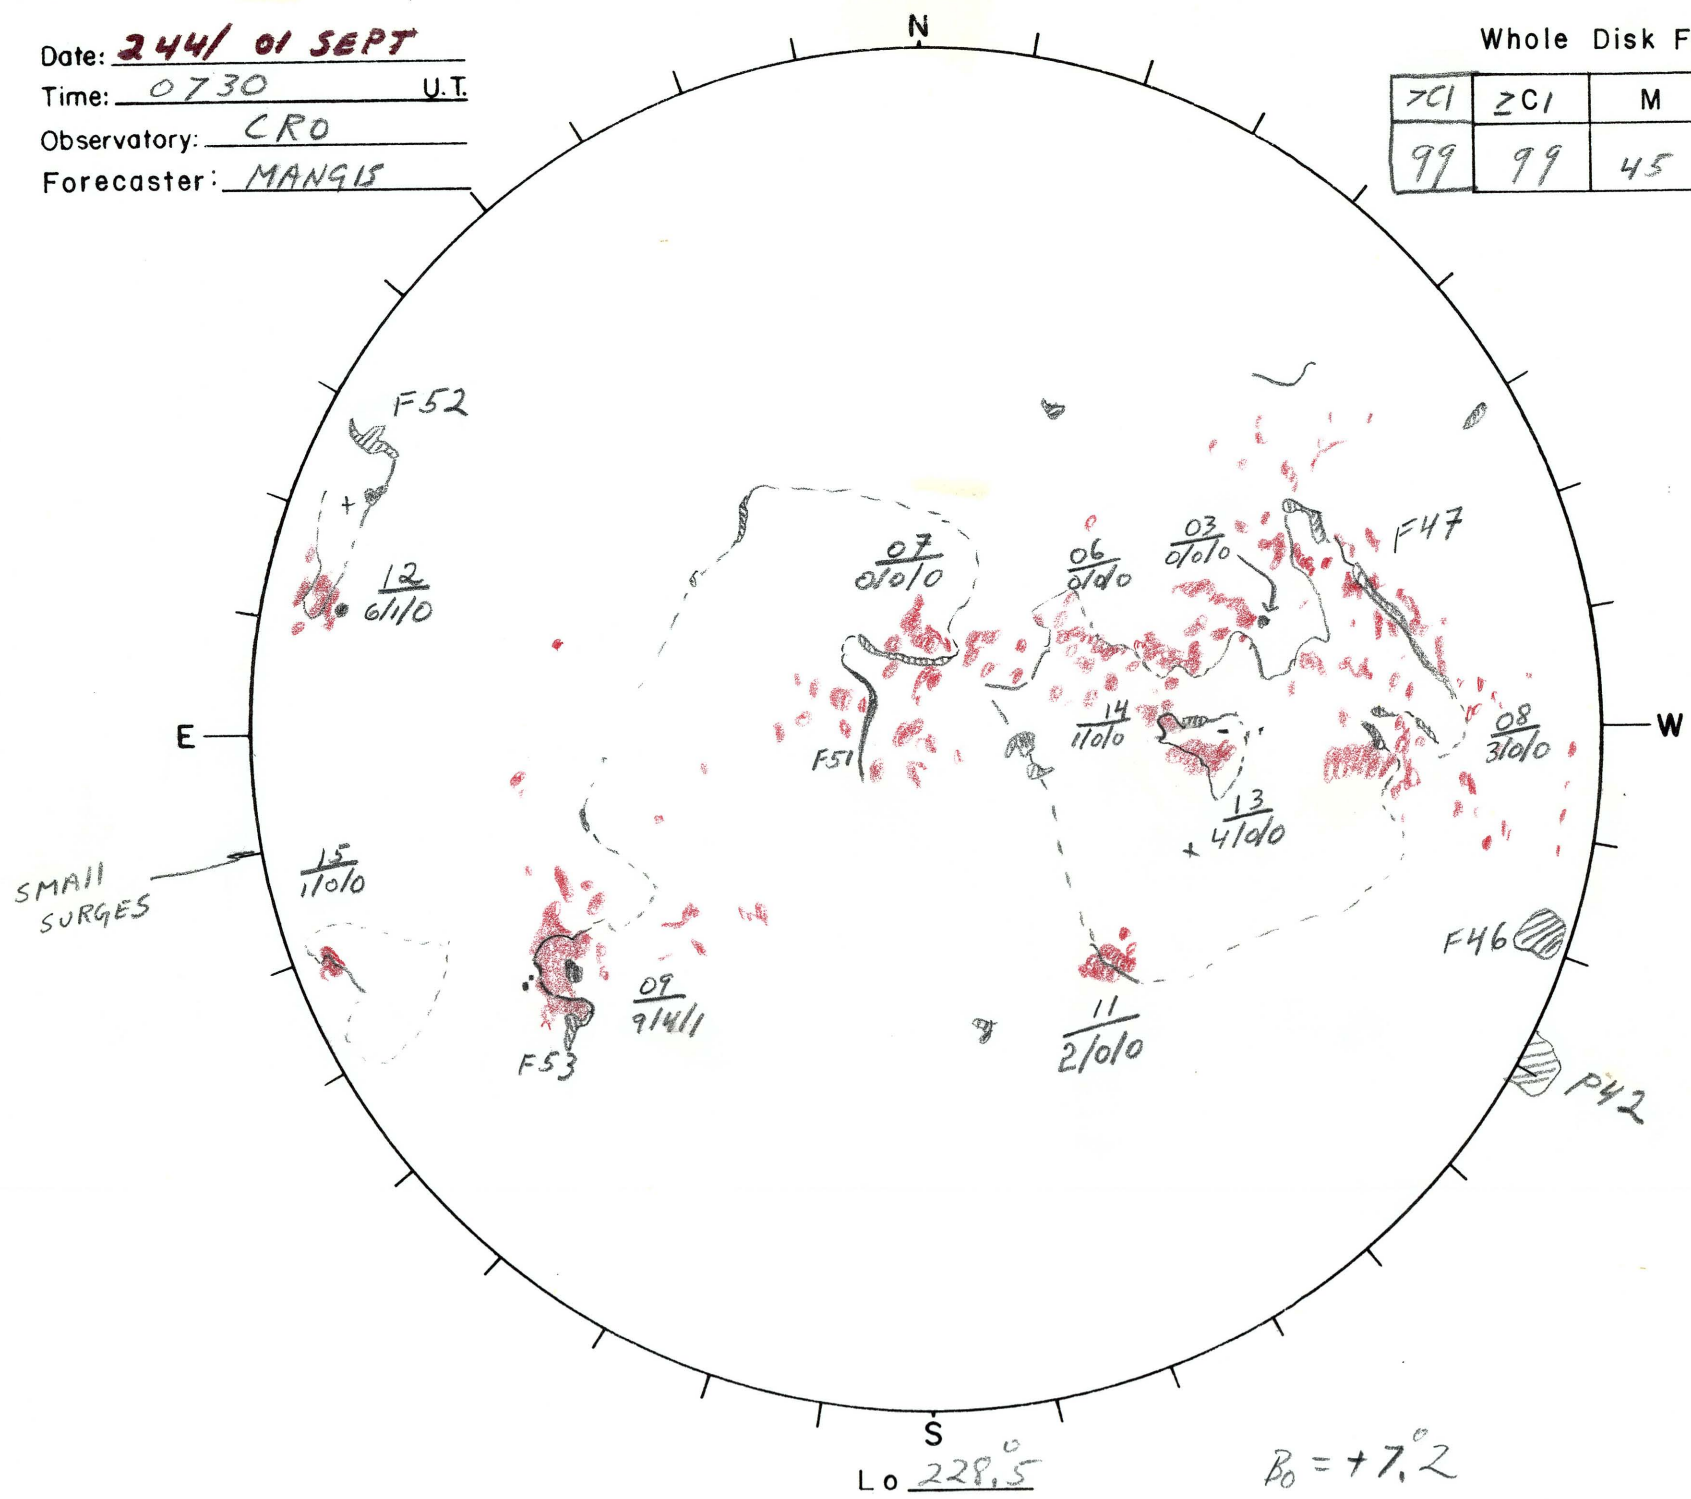 Date: 244/ 01 SEPT
Time: 0730 U.T.
Observatory: CRO
Forecaster: MANGIS
N
Whole Disk F
>C1 ≥C1 M
99 99 45
F52
12
6/1/0
07
0/0/0
06
0/0/0
03
0/0/0
F47
E
F51
14
1/0/0
08
3/0/0
W
13
4/0/0
SMALL
SURGES
15
1/0/0
F46
09
9/4/1
F53
11
2/0/0
P42
S
Lo 228.5°
B₀ = +7.°2